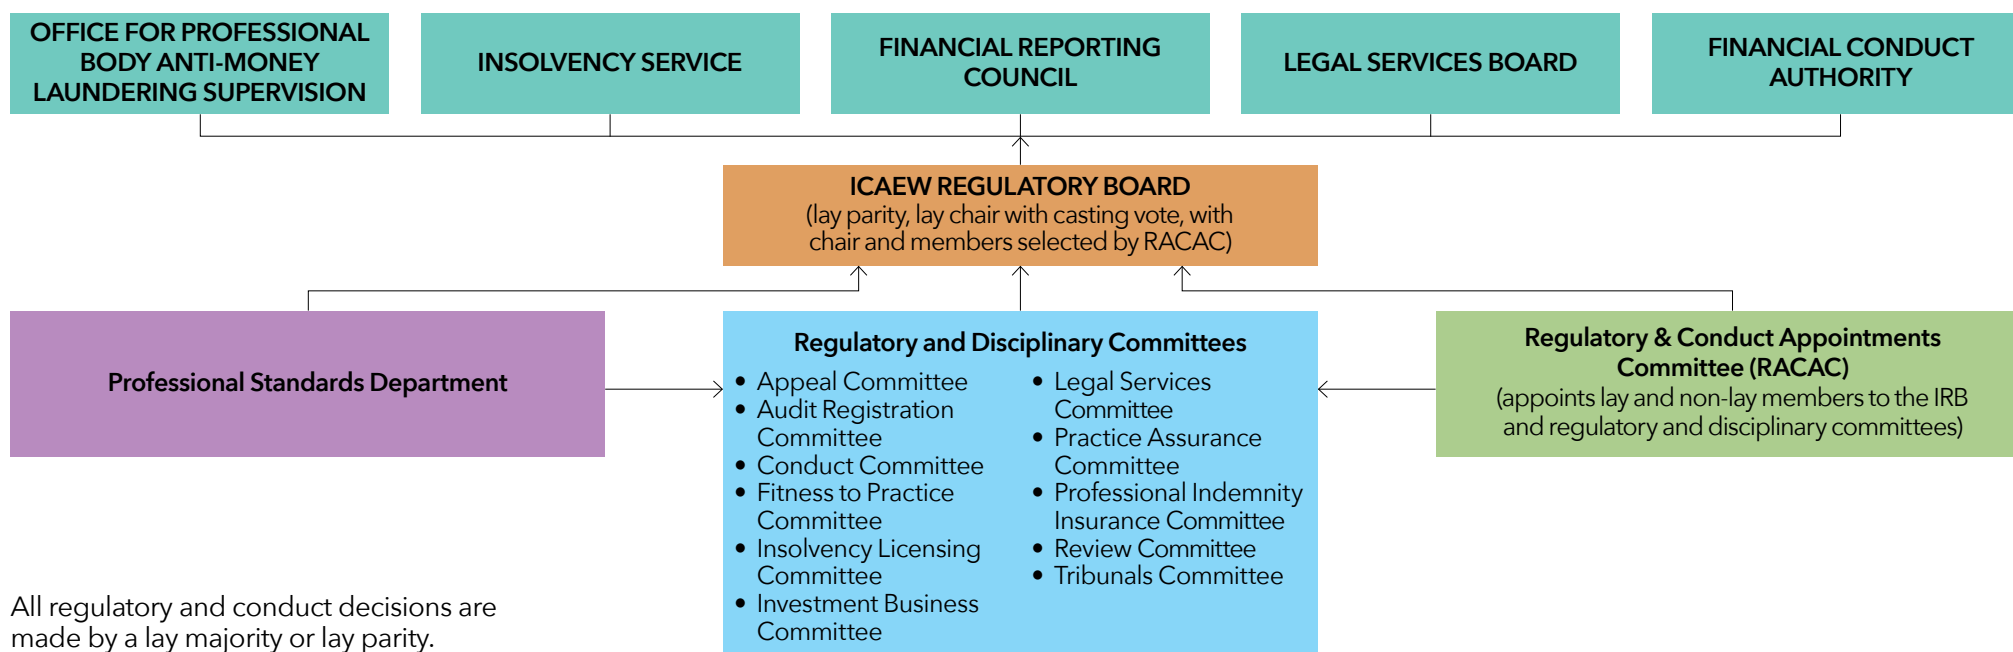 OFFICE FOR PROFESSIONAL
BODY ANTI-MONEY
LAUNDERING SUPERVISION
INSOLVENCY SERVICE
FINANCIAL REPORTING
COUNCIL
LEGAL SERVICES BOARD
FINANCIAL CONDUCT
AUTHORITY
ICAEW REGULATORY BOARD
(lay parity, lay chair with casting vote, with
chair and members selected by RACAC)
Professional Standards Department
Regulatory and Disciplinary Committees
• Appeal Committee
• Audit Registration
Committee
• Conduct Committee
• Fitness to Practice
Committee
• Insolvency Licensing
Committee
• Investment Business
Committee
• Legal Services
Committee
• Practice Assurance
Committee
• Professional Indemnity
Insurance Committee
• Review Committee
• Tribunals Committee
Regulatory & Conduct Appointments
Committee (RACAC)
(appoints lay and non-lay members to the IRB
and regulatory and disciplinary committees)
All regulatory and conduct decisions are
made by a lay majority or lay parity.